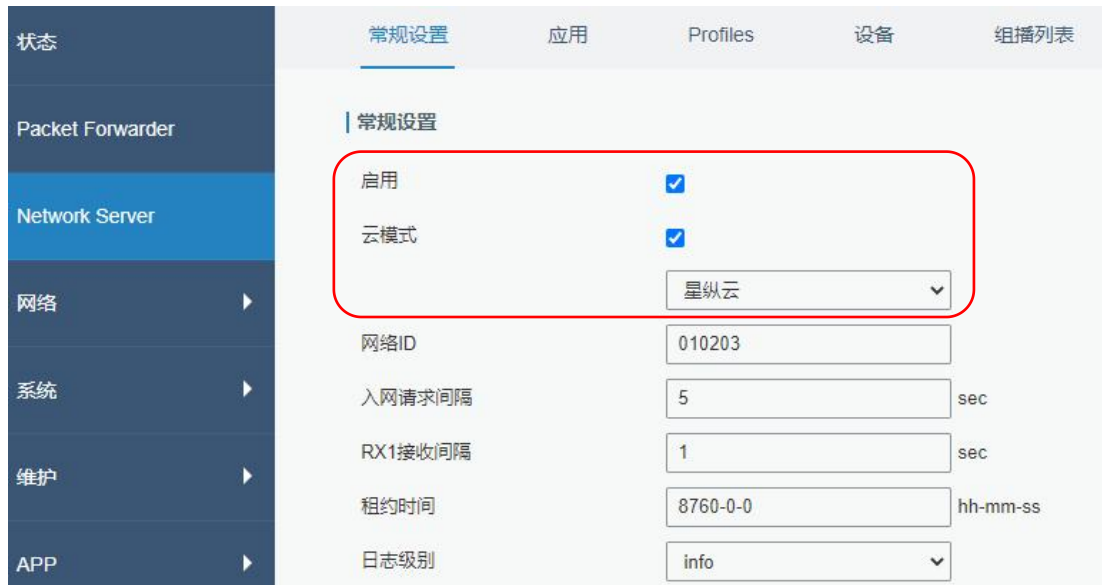 状态
Packet Forwarder
Network Server
网络
系统
维护
APP
常规设置 应用 Profiles 设备 组播列表
常规设置
启用
云模式
星纵云
网络ID 010203
入网请求间隔 5 sec
RX1接收间隔 1 sec
租约时间 8760-0-0 hh-mm-ss
日志级别 info